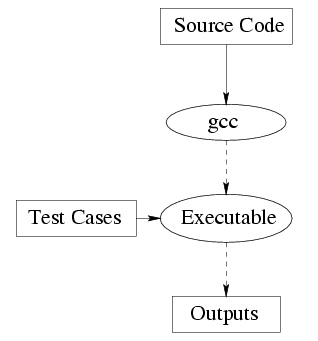 Source Code
gcc
Test Cases
Executable
Outputs